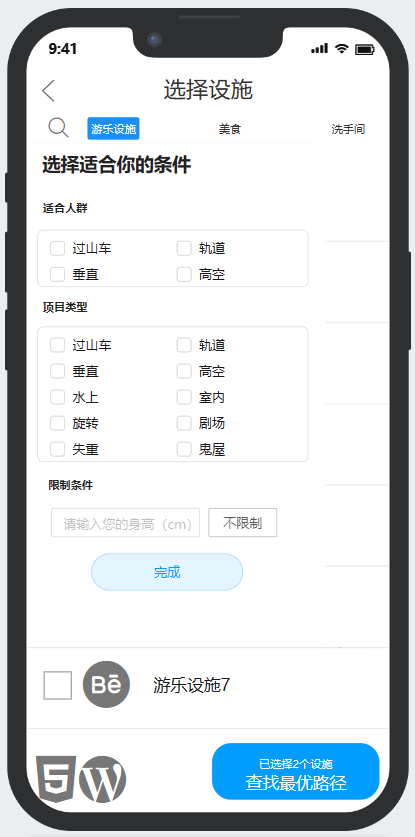 9:41
选择设施
游乐设施 美食 洗手间
选择适合你的条件
适合人群
过山车 轨道
垂直 高空
项目类型
过山车 轨道
垂直 高空
水上 室内
旋转 剧场
失重 鬼屋
限制条件
请输入您的身高（cm） 不限制
完成
Bē 游乐设施7
5 W
已选择2个设施
查找最优路径